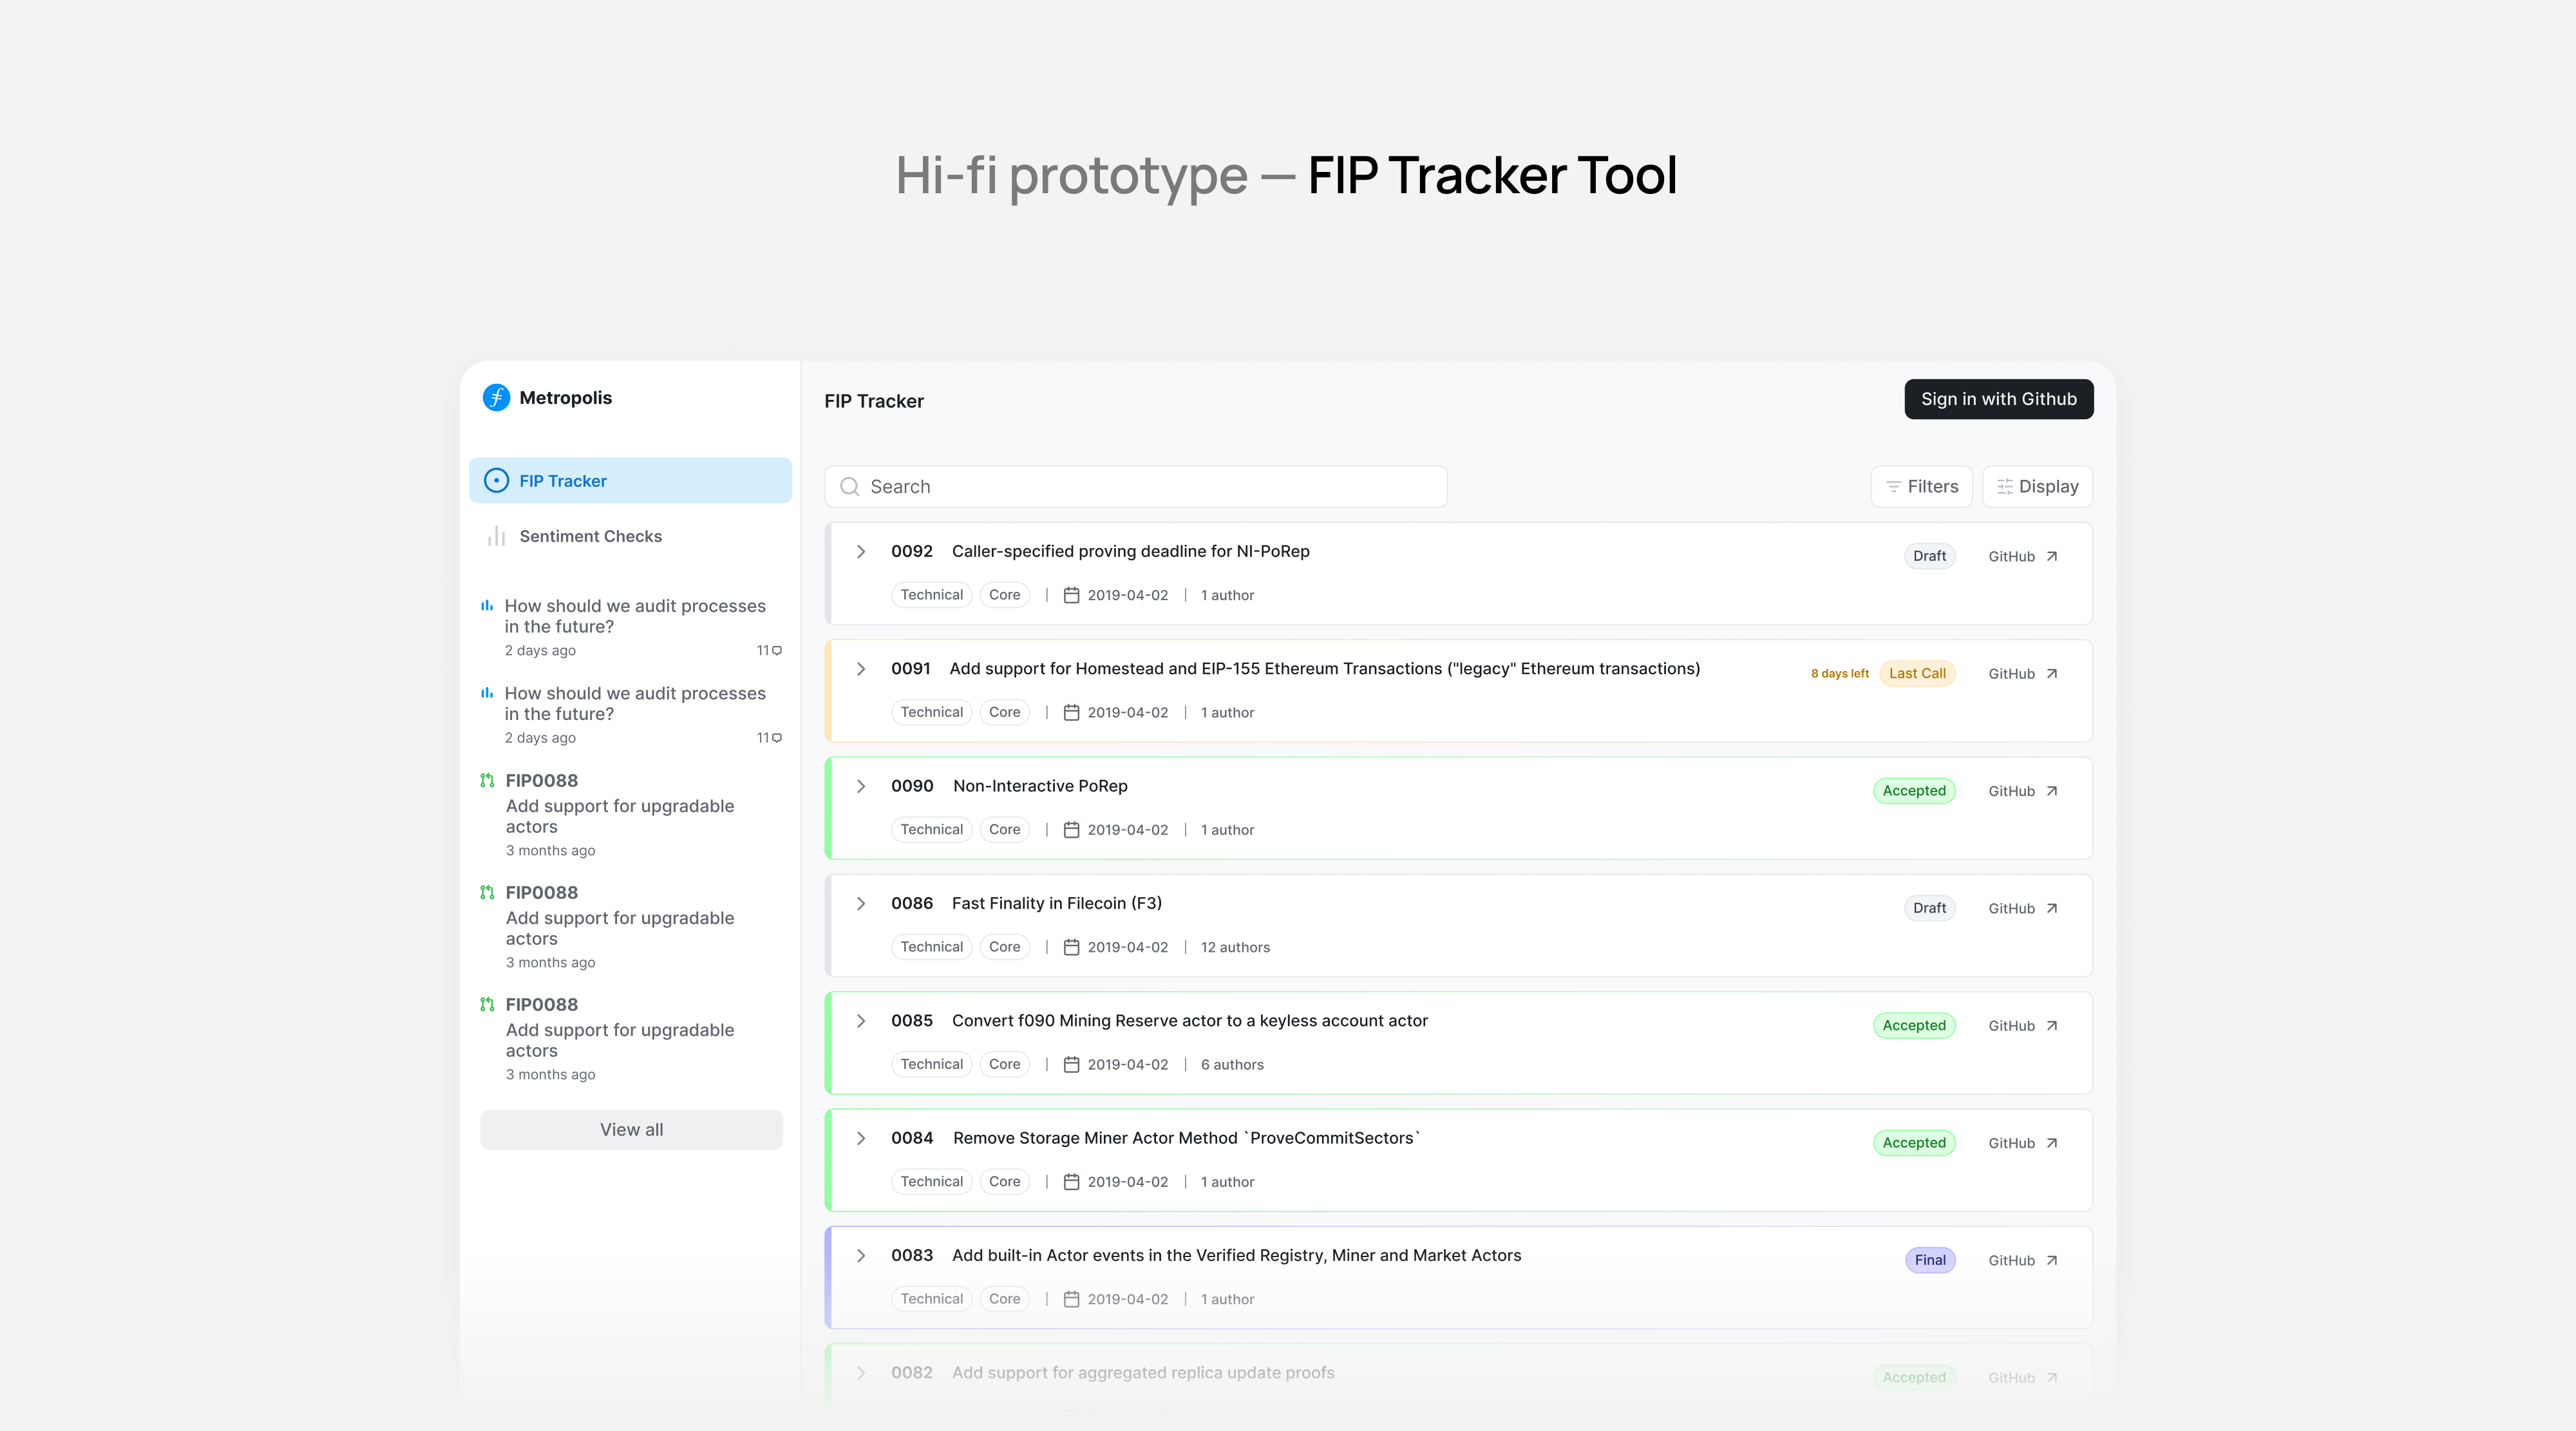 Hi-fi prototype — FIP Tracker Tool
Metropolis
FIP Tracker
Sentiment Checks
How should we audit processes
in the future?
2 days ago 11
How should we audit processes
in the future?
2 days ago 11
FIP0088
Add support for upgradable
actors
3 months ago
FIP0088
Add support for upgradable
actors
3 months ago
FIP0088
Add support for upgradable
actors
3 months ago
View all
FIP Tracker Sign in with Github
Search Filters Display
0092 Caller-specified proving deadline for NI-PoRep Draft GitHub
Technical Core | 2019-04-02 | 1 author
0091 Add support for Homestead and EIP-155 Ethereum Transactions ("legacy" Ethereum transactions) 8 days left Last Call GitHub
Technical Core | 2019-04-02 | 1 author
0090 Non-Interactive PoRep Accepted GitHub
Technical Core | 2019-04-02 | 1 author
0086 Fast Finality in Filecoin (F3) Draft GitHub
Technical Core | 2019-04-02 | 12 authors
0085 Convert f090 Mining Reserve actor to a keyless account actor Accepted GitHub
Technical Core | 2019-04-02 | 6 authors
0084 Remove Storage Miner Actor Method `ProveCommitSectors` Accepted GitHub
Technical Core | 2019-04-02 | 1 author
0083 Add built-in Actor events in the Verified Registry, Miner and Market Actors Final GitHub
Technical Core | 2019-04-02 | 1 author
0082 Add support for aggregated replica update proofs Accepted GitHub